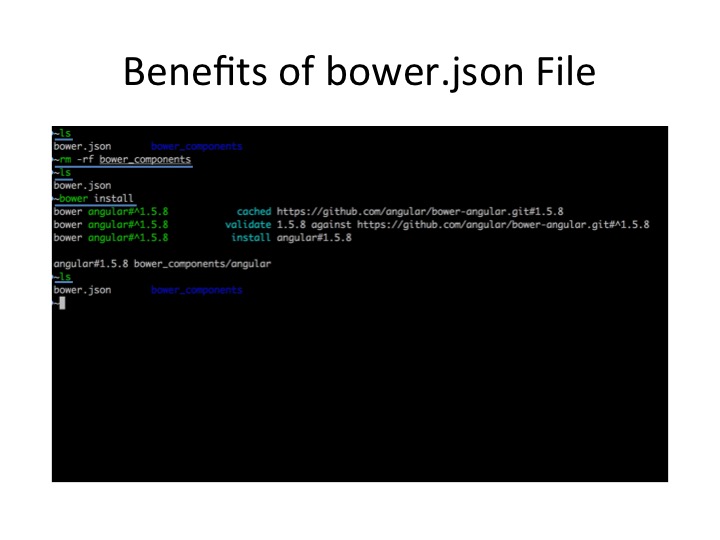 Benefits of bower.json File
~ls
bower.json bower_components
~rm -rf bower_components
~ls
bower.json
~bower install
bower angular#^1.5.8 cached https://github.com/angular/bower-angular.git#1.5.8
bower angular#^1.5.8 validate 1.5.8 against https://github.com/angular/bower-angular.git#^1.5.8
bower angular#^1.5.8 install angular#1.5.8
angular#1.5.8 bower_components/angular
~ls
bower.json bower_components
~